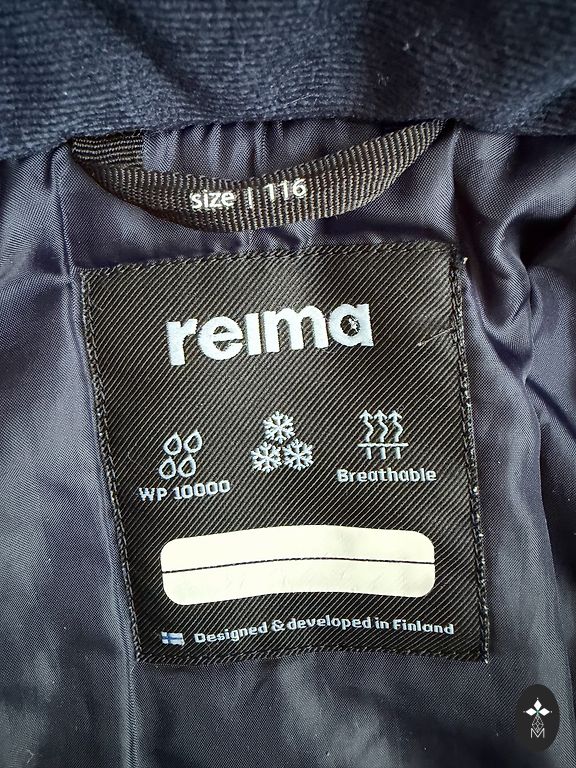 size | 116
reima
WP 10000
Breathable
Designed & developed in Finland